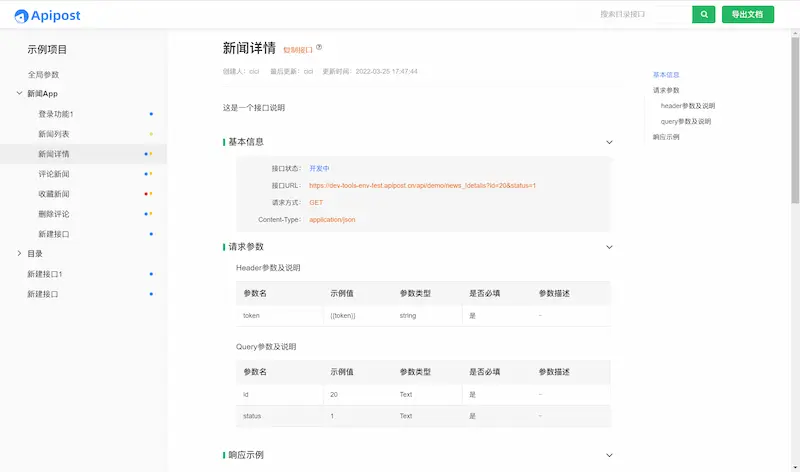 Apipost
搜索目录接口
导出文档
示例项目
全局参数
新闻App
登录功能1
新闻列表
新闻详情
评论新闻
收藏新闻
删除评论
新建接口
目录
新建接口1
新建接口
新闻详情 复制接口
创建人: cici 最后更新: cici 更新时间: 2022-03-25 17:47:44
这是一个接口说明
基本信息
接口状态: 开发中
接口URL: https://dev-tools-env-test.apipost.cn/api/demo/news_!details?id=20&status=1
请求方式: GET
Content-Type: application/json
请求参数
Header参数及说明
参数名 示例值 参数类型 是否必填 参数描述
token {{token}} string 是 -
Query参数及说明
参数名 示例值 参数类型 是否必填 参数描述
id 20 Text 是 -
status 1 Text 是 -
响应示例
基本信息
请求参数
header参数及说明
query参数及说明
响应示例